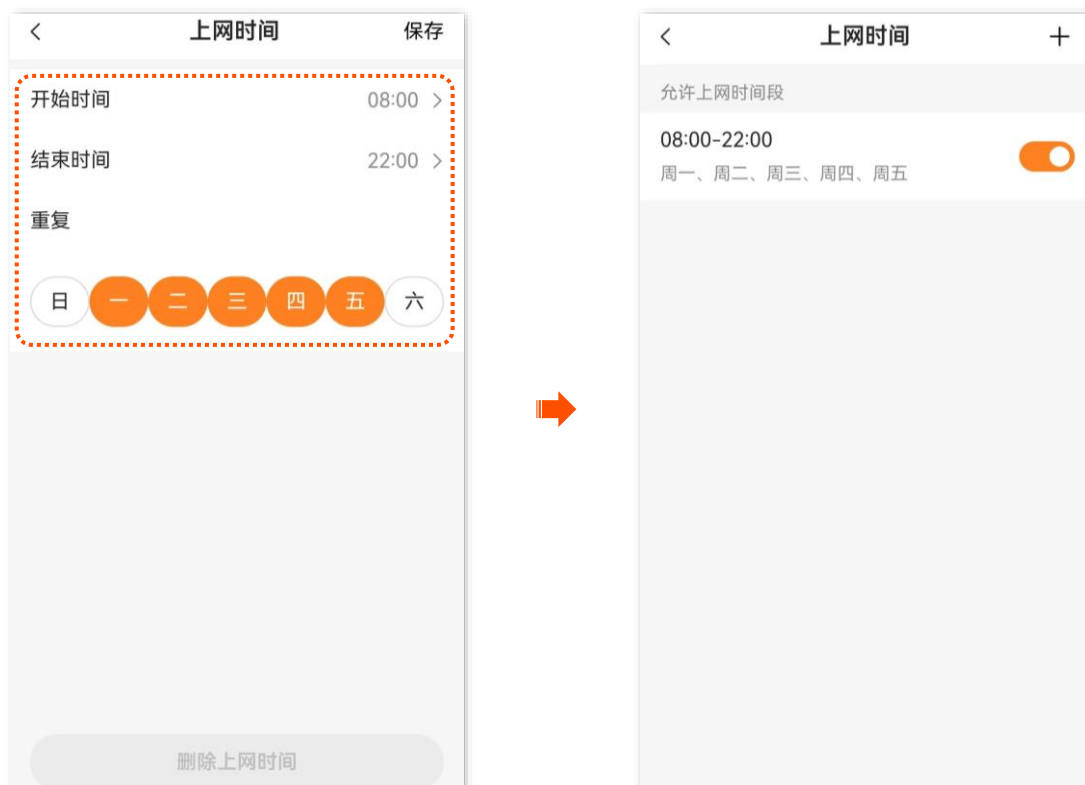 上网时间
保存
开始时间
08:00
结束时间
22:00
重复
日 一 二 三 四 五 六
删除上网时间
上网时间
允许上网时间段
08:00-22:00
周一、周二、周三、周四、周五